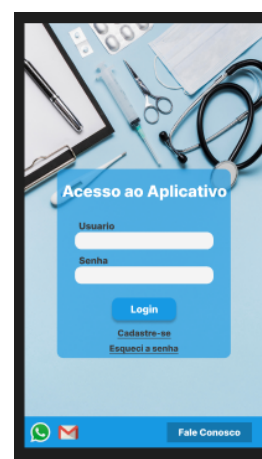 Acesso ao Aplicativo
Usuario
Senha
Login
Cadastre-se
Esqueci a senha
Fale Conosco